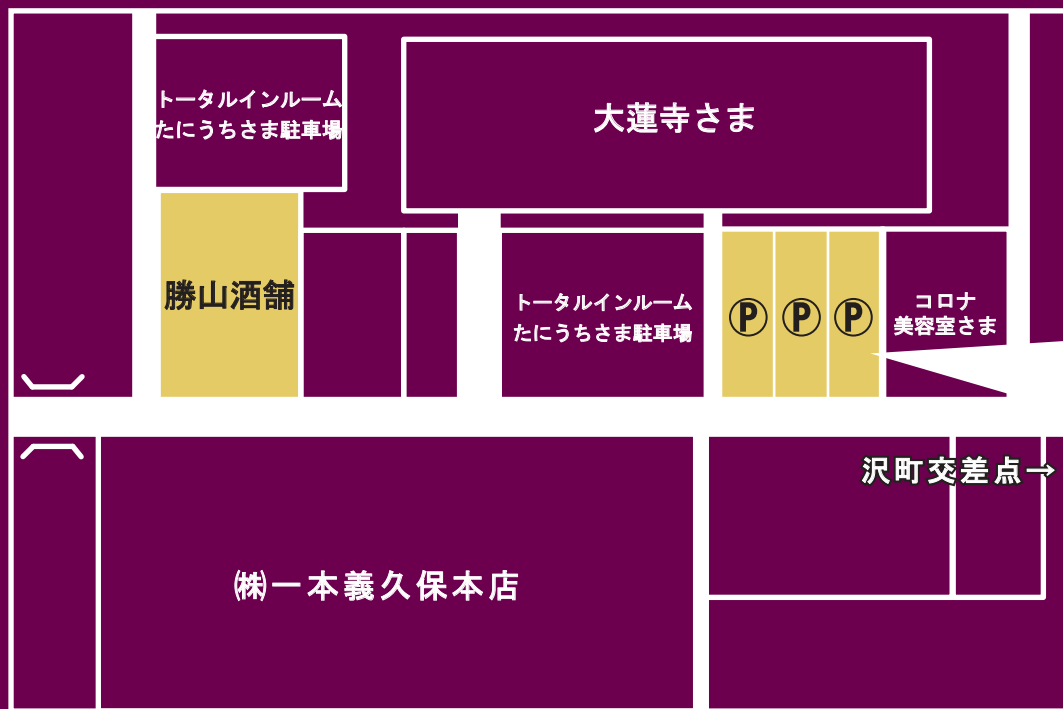 トータルインルーム
たにうちさま駐車場
大蓮寺さま
勝山酒舗
トータルインルーム
たにうちさま駐車場
Ⓟ Ⓟ Ⓟ
コロナ
美容室さま
沢町交差点→
㈱一本義久保本店